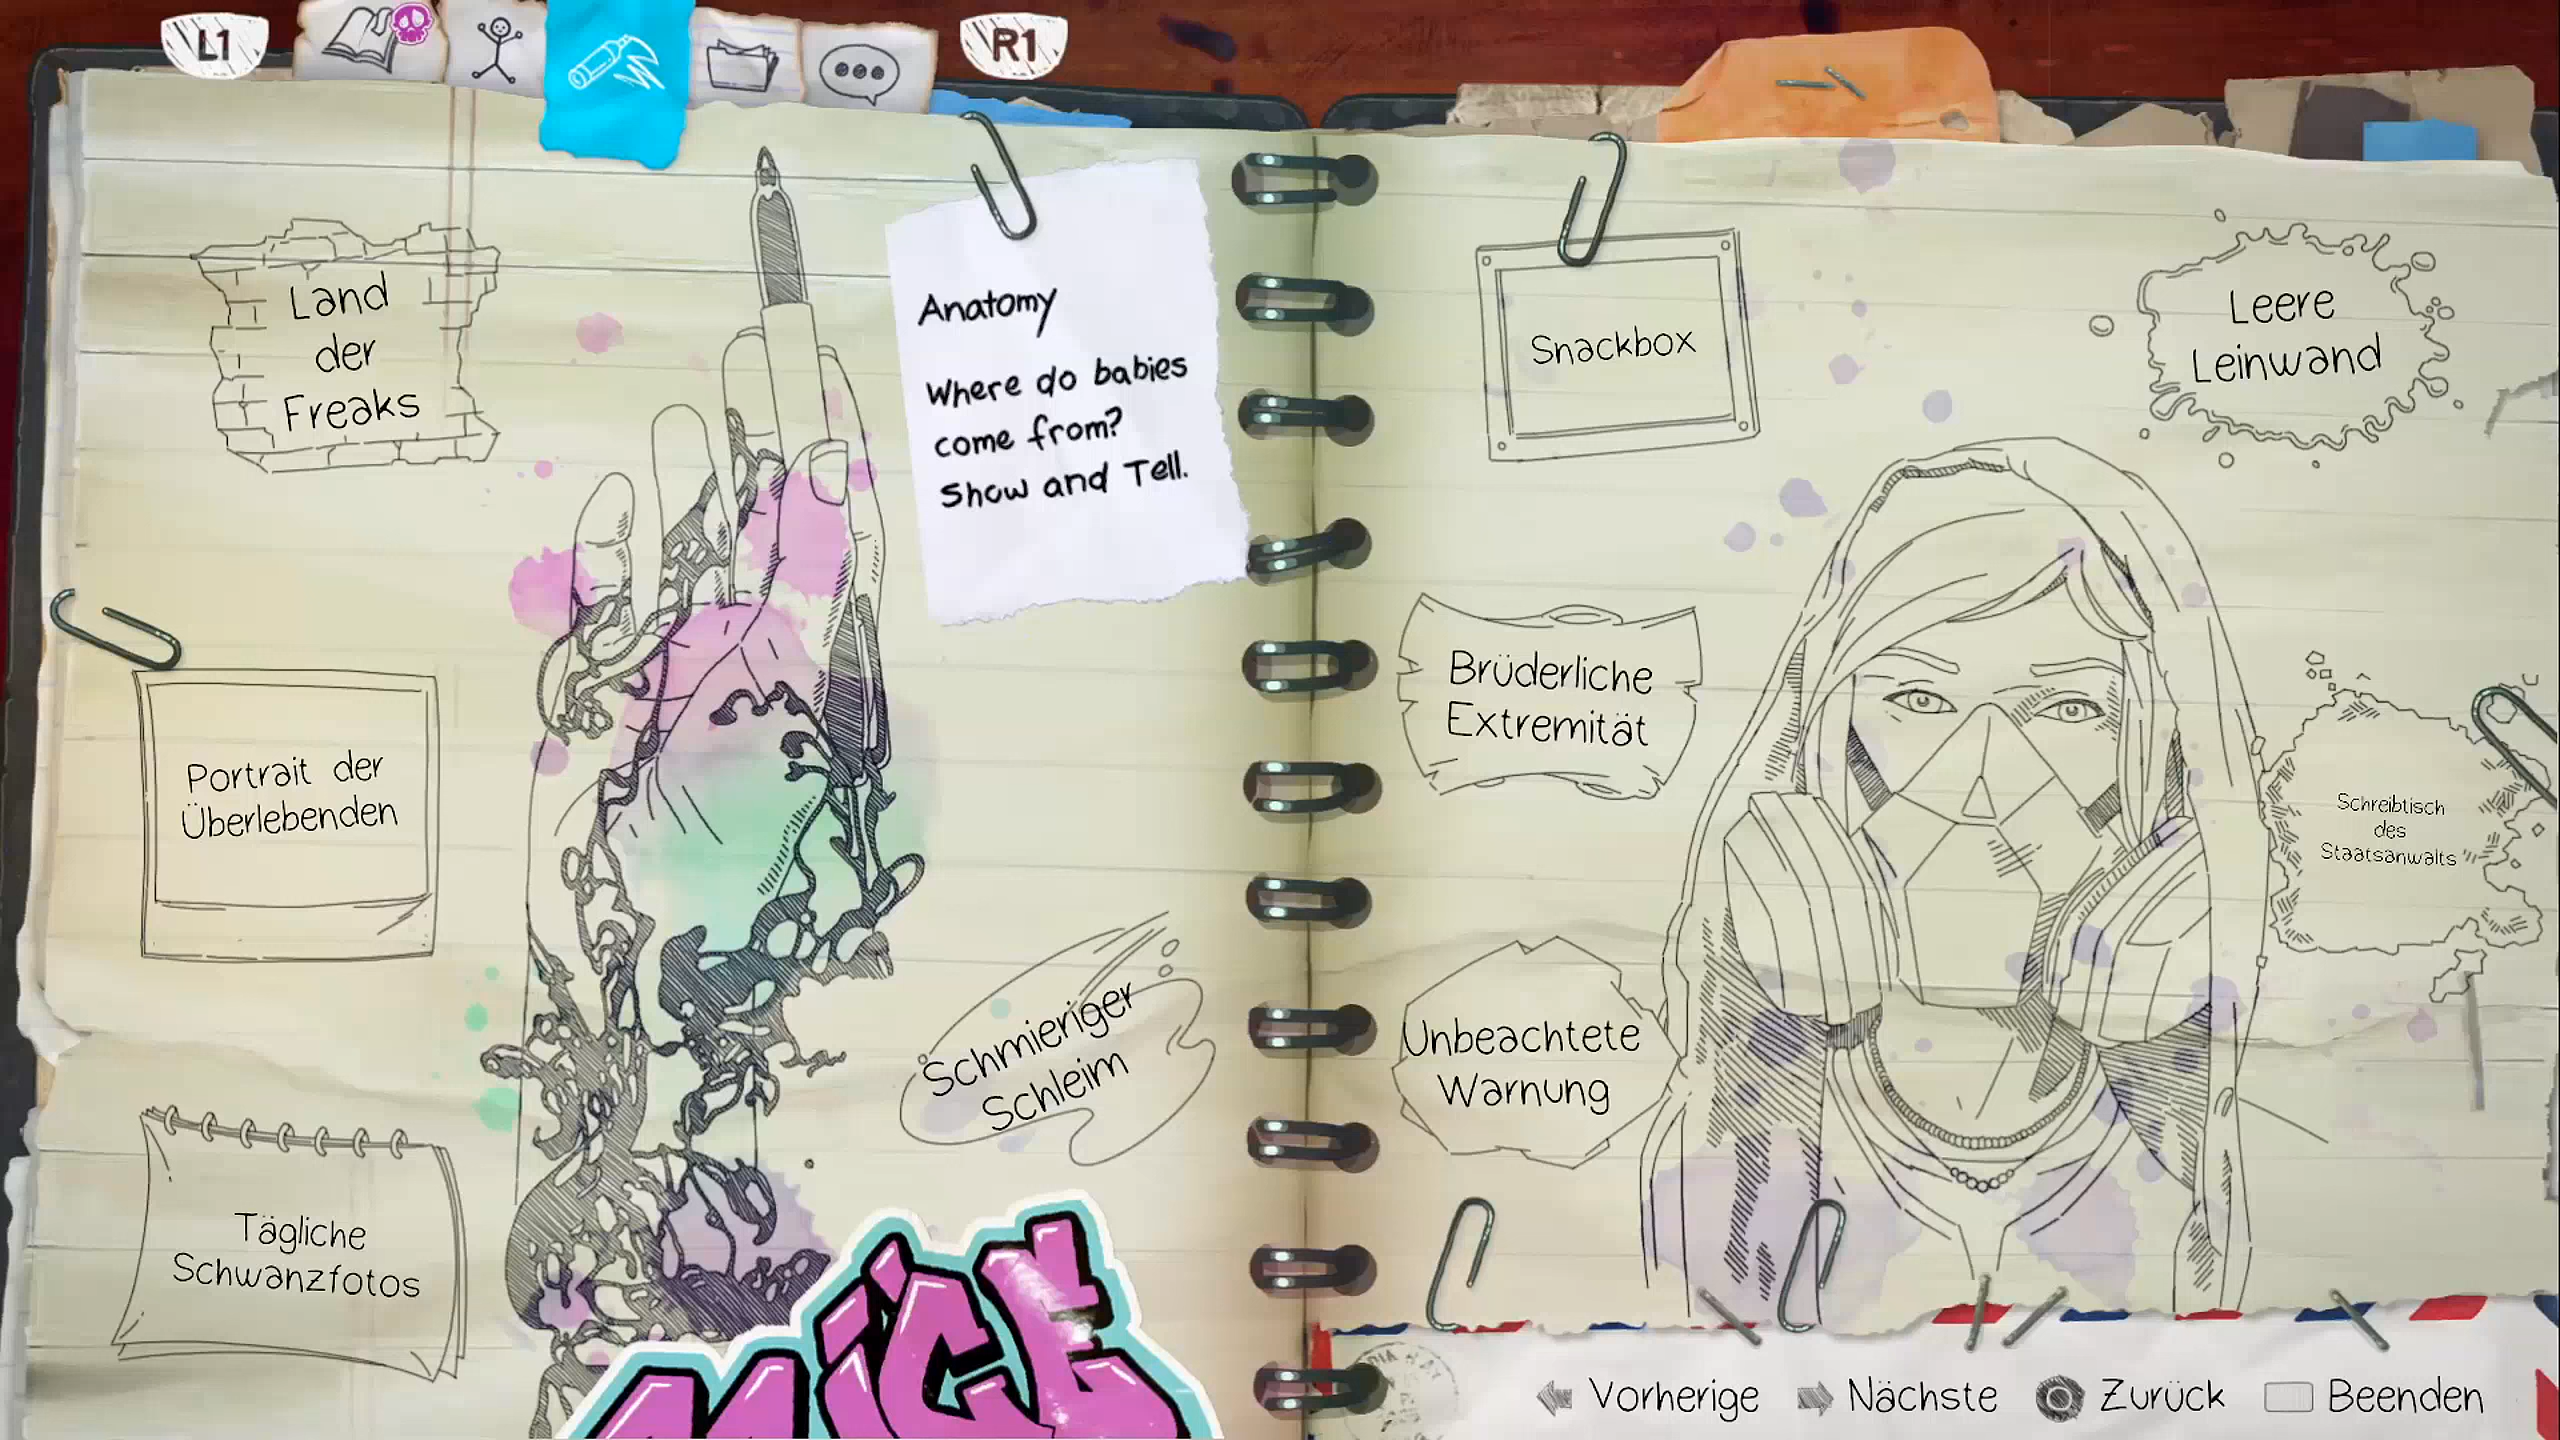 L1
R1
Land
der
Freaks
Anatomy
Where do babies
come from?
Show and Tell.
Portrait der
Überlebenden
Schmieriger
Schleim
Tägliche
Schwanzfotos
MiCE
Snackbox
Leere
Leinwand
Brüderliche
Extremität
Schreibtisch
des
Staatsanwalts
Unbeachtete
Warnung
Vorherige
Nächste
Zurück
Beenden